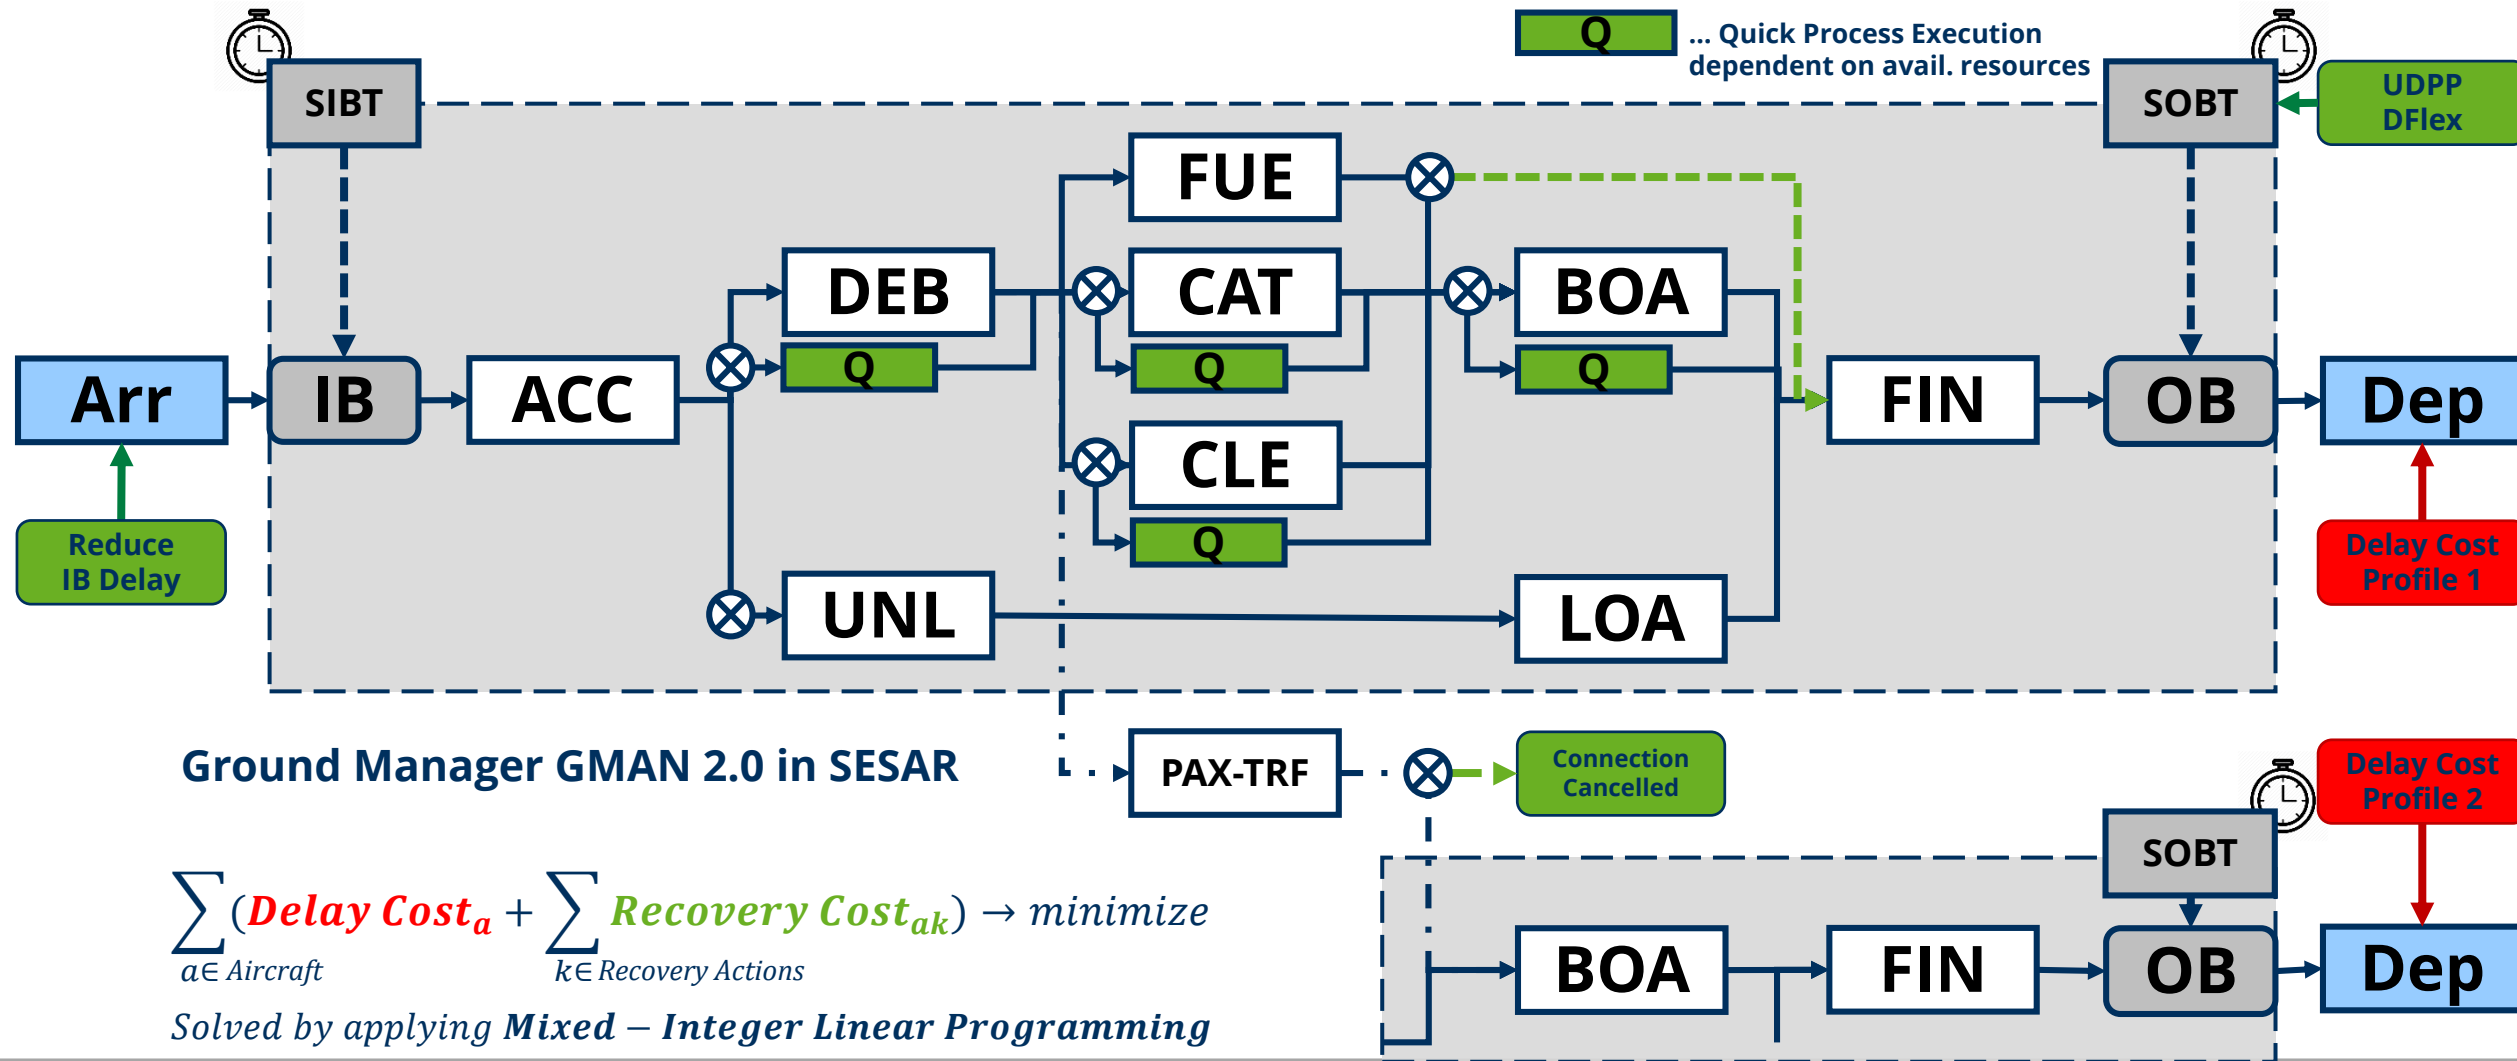 Q
... Quick Process Execution
dependent on avail. resources
SIBT
SOBT
UDPP
DFlex
FUE
DEB
CAT
BOA
Q
Q
Q
Arr
IB
ACC
FIN
OB
Dep
CLE
Q
Reduce
IB Delay
Delay Cost
Profile 1
UNL
LOA
Ground Manager GMAN 2.0 in SESAR
PAX-TRF
Connection
Cancelled
Delay Cost
Profile 2
SOBT
∑(Delay Cost_a + ∑ Recovery Cost_ak) → minimize
a∈ Aircraft
k∈ Recovery Actions
BOA
FIN
OB
Dep
Solved by applying Mixed – Integer Linear Programming